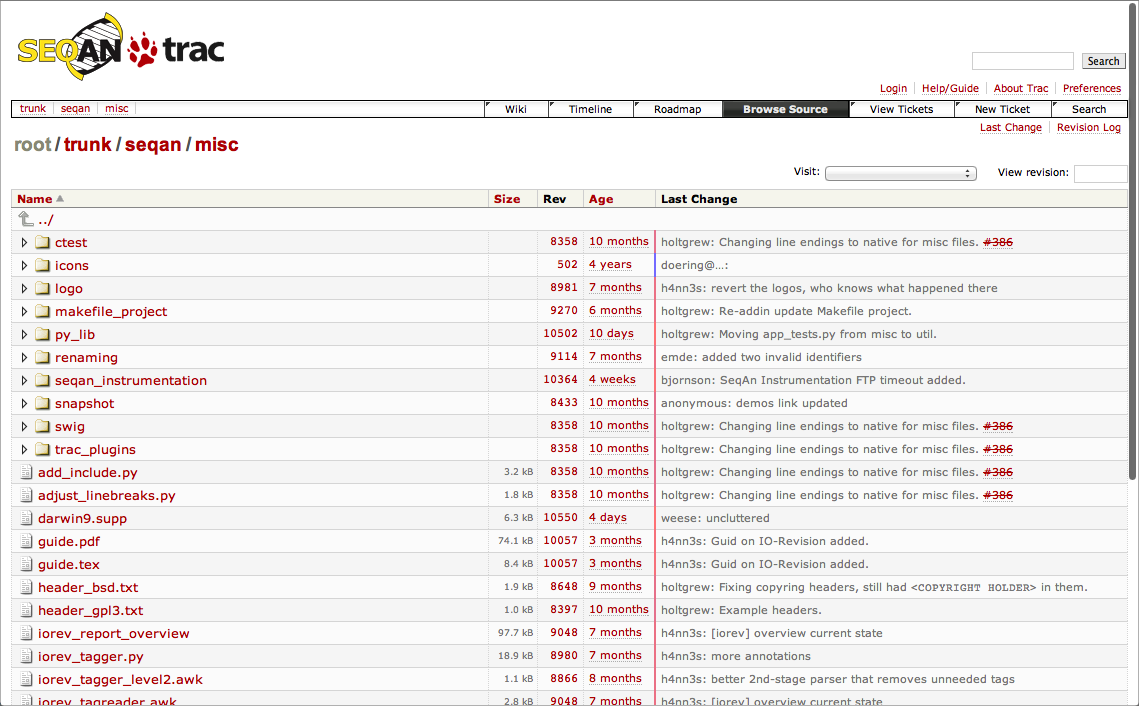 SEQAN trac
Search
Login Help/Guide About Trac Preferences
trunk seqan misc Wiki Timeline Roadmap Browse Source View Tickets New Ticket Search
Last Change Revision Log
root / trunk / seqan / misc
Visit: View revision:
Name Size Rev Age Last Change
../
ctest 8358 10 months holtgrew: Changing line endings to native for misc files. #386
icons 502 4 years doering@…:
logo 8981 7 months h4nn3s: revert the logos, who knows what happened there
makefile_project 9270 6 months holtgrew: Re-addin update Makefile project.
py_lib 10502 10 days holtgrew: Moving app_tests.py from misc to util.
renaming 9114 7 months emde: added two invalid identifiers
seqan_instrumentation 10364 4 weeks bjornson: SeqAn Instrumentation FTP timeout added.
snapshot 8433 10 months anonymous: demos link updated
swig 8358 10 months holtgrew: Changing line endings to native for misc files. #386
trac_plugins 8358 10 months holtgrew: Changing line endings to native for misc files. #386
add_include.py 3.2 kB 8358 10 months holtgrew: Changing line endings to native for misc files. #386
adjust_linebreaks.py 1.8 kB 8358 10 months holtgrew: Changing line endings to native for misc files. #386
darwin9.supp 6.3 kB 10550 4 days weese: uncluttered
guide.pdf 74.1 kB 10057 3 months h4nn3s: Guid on IO-Revision added.
guide.tex 8.4 kB 10057 3 months h4nn3s: Guid on IO-Revision added.
header_bsd.txt 1.9 kB 8648 9 months holtgrew: Fixing copyring headers, still had <COPYRIGHT HOLDER> in them.
header_gpl3.txt 1.0 kB 8397 10 months holtgrew: Example headers.
iorev_report_overview 97.7 kB 9048 7 months h4nn3s: [iorev] overview current state
iorev_tagger.py 18.9 kB 8980 7 months h4nn3s: more annotations
iorev_tagger_level2.awk 1.1 kB 8866 8 months h4nn3s: better 2nd-stage parser that removes unneeded tags
iorev_tagreader.awk 2.8 kB 9048 7 months h4nn3s: [iorev] overview current state